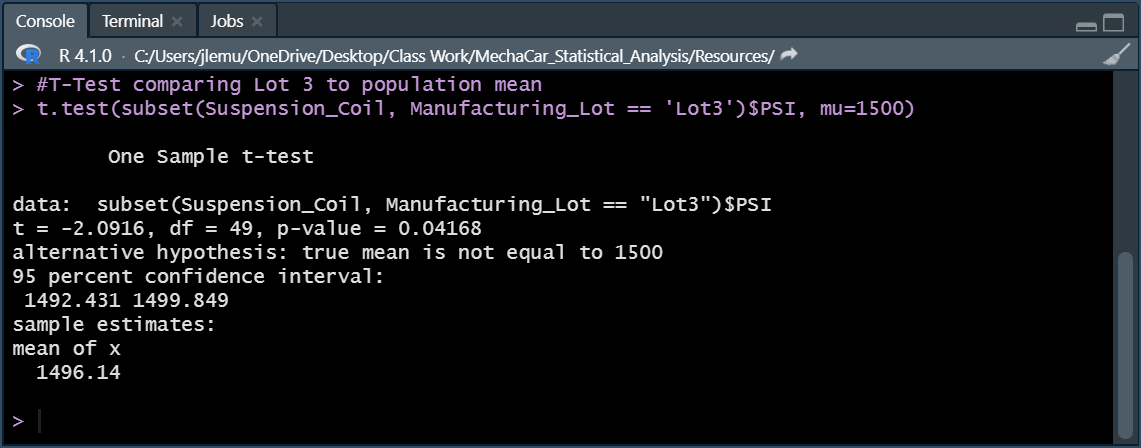 Console Terminal Jobs
R 4.1.0 · C:/Users/jlemu/OneDrive/Desktop/Class Work/MechaCar_Statistical_Analysis/Resources/
> #T-Test comparing Lot 3 to population mean
> t.test(subset(Suspension_Coil, Manufacturing_Lot == 'Lot3')$PSI, mu=1500)
One Sample t-test
data:  subset(Suspension_Coil, Manufacturing_Lot == "Lot3")$PSI
t = -2.0916, df = 49, p-value = 0.04168
alternative hypothesis: true mean is not equal to 1500
95 percent confidence interval:
 1492.431 1499.849
sample estimates:
mean of x
  1496.14
>